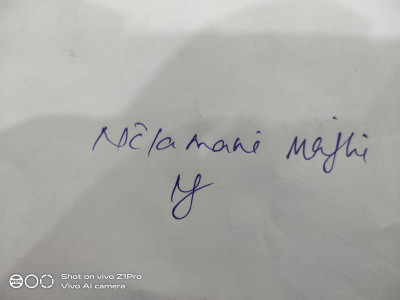 Nilamani Majhi
Shot on vivo Z1Pro
Vivo AI camera